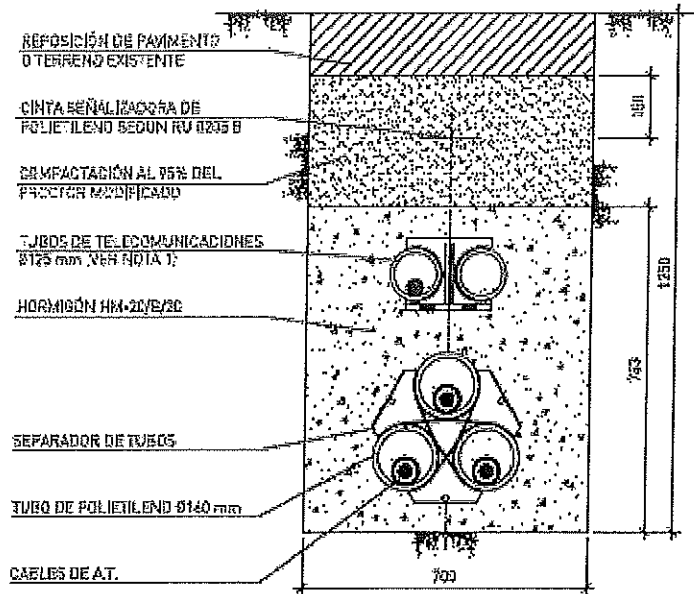 REPOSICIÓN DE PAVIMENTO
O TERRENO EXISTENTE
CINTA SEÑALIZADORA DE
POLIETILENO SEGÚN RU 0205 B
COMPACTACIÓN AL 95% DEL
PROCTOR MODIFICADO
TUBOS DE TELECOMUNICACIONES
Ø125 mm (VER NOTA 1)
HORMIGÓN HM-20/B/20
SEPARADOR DE TUBOS
TUBO DE POLIETILENO Ø160 mm
CABLES DE A.T.
700
1250